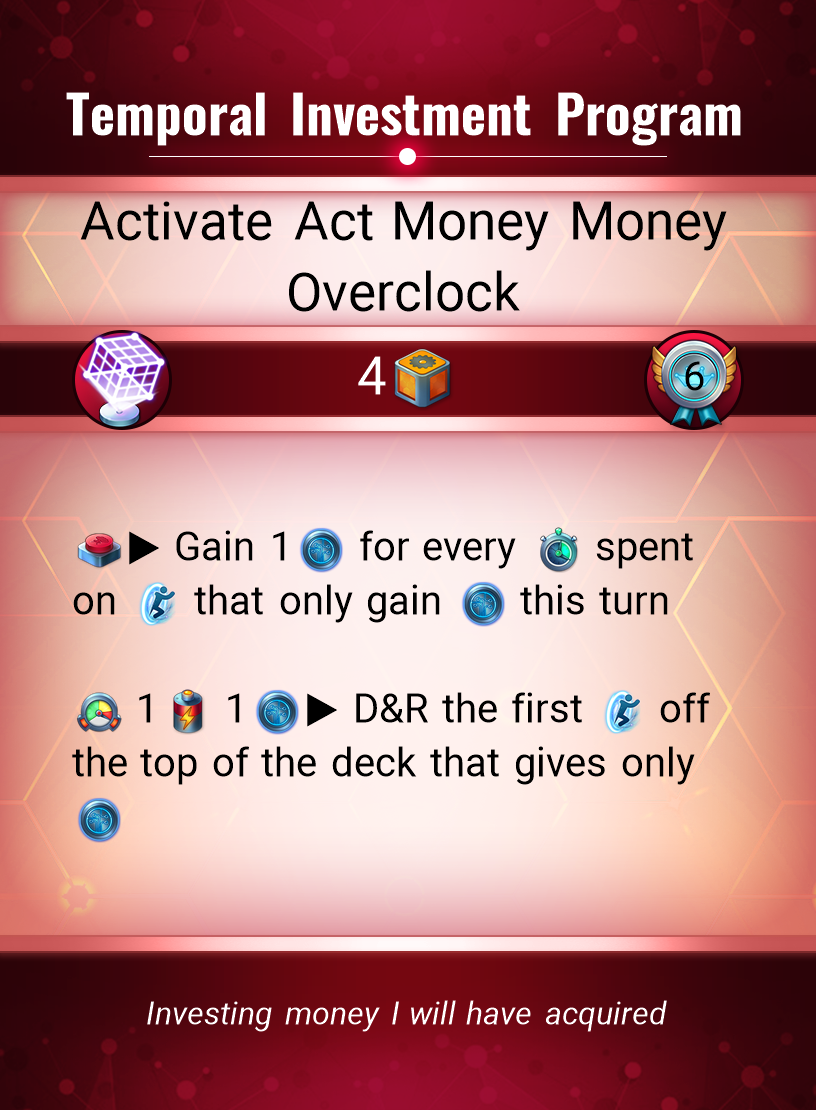 Temporal Investment Program
Activate Act Money Money
Overclock
4
6
Gain 1 for every spent
on that only gain this turn
1 1 D&R the first off
the top of the deck that gives only
Investing money I will have acquired